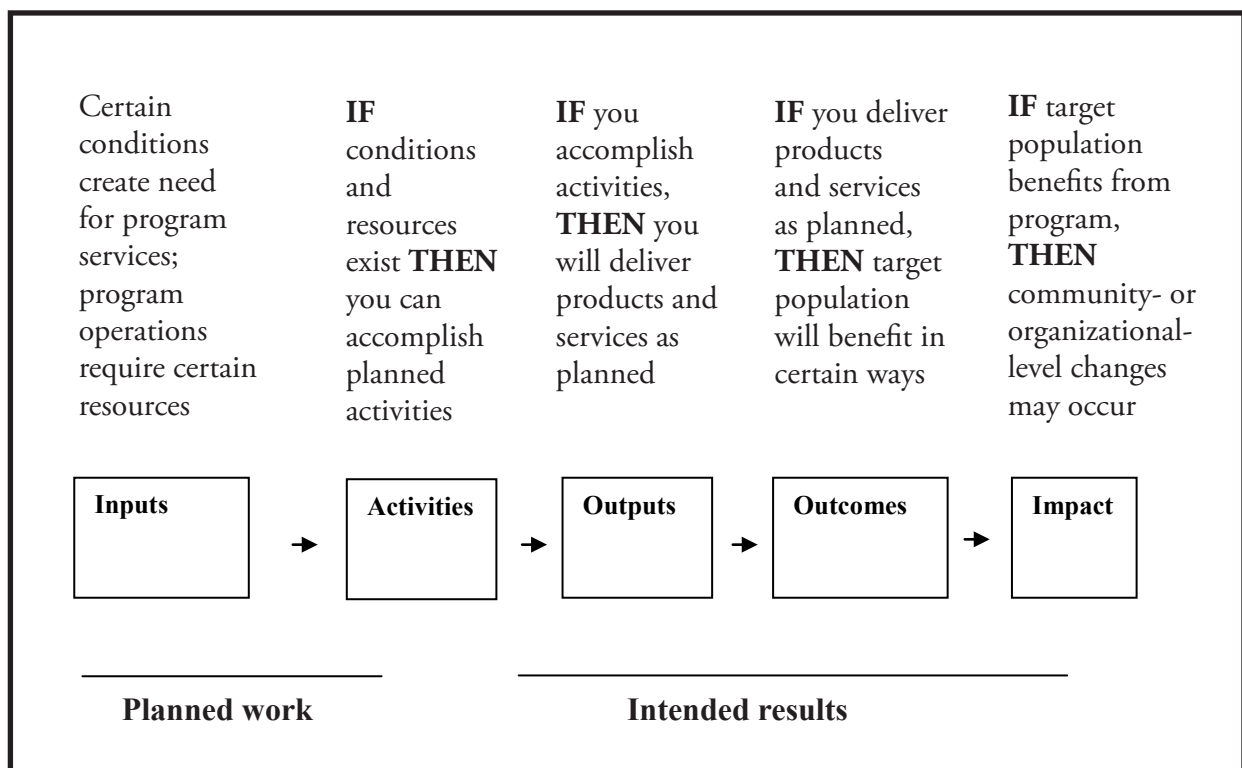 Certain
conditions
create need
for program
services;
program
operations
require certain
resources
IF
conditions
and
resources
exist THEN
you can
accomplish
planned
activities
IF you
accomplish
activities,
THEN you
will deliver
products and
services as
planned
IF you deliver
products
and services
as planned,
THEN target
population
will benefit in
certain ways
IF target
population
benefits from
program,
THEN
community- or
organizational-
level changes
may occur
Inputs
Activities
Outputs
Outcomes
Impact
Planned work
Intended results